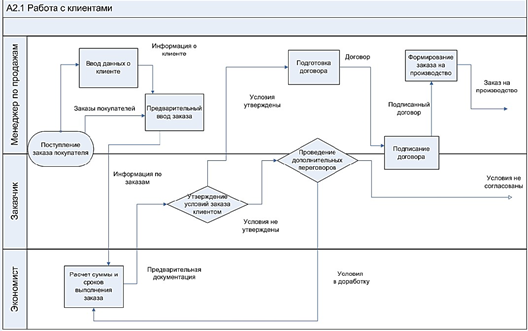 А2.1 Работа с клиентами
Менеджер по продажам
Ввод данных о
клиенте
Информация о
клиенте
Заказы покупателей
Предварительный
ввод заказа
Поступление
заказа покупателя
Подготовка
договора
Договор
Условия
утверждены
Формирование
заказа на
производство
Заказ на
производство
Подписанный
договор
Подписание
договора
Проведение
дополнительных
переговоров
Заказчик
Информация по
заказам
Утверждение
условий заказа
клиентом
Условия не
утверждены
Условия не
согласованы
Экономист
Расчет суммы и
сроков
выполнения
заказа
Предварительная
документация
Условия
в доработку